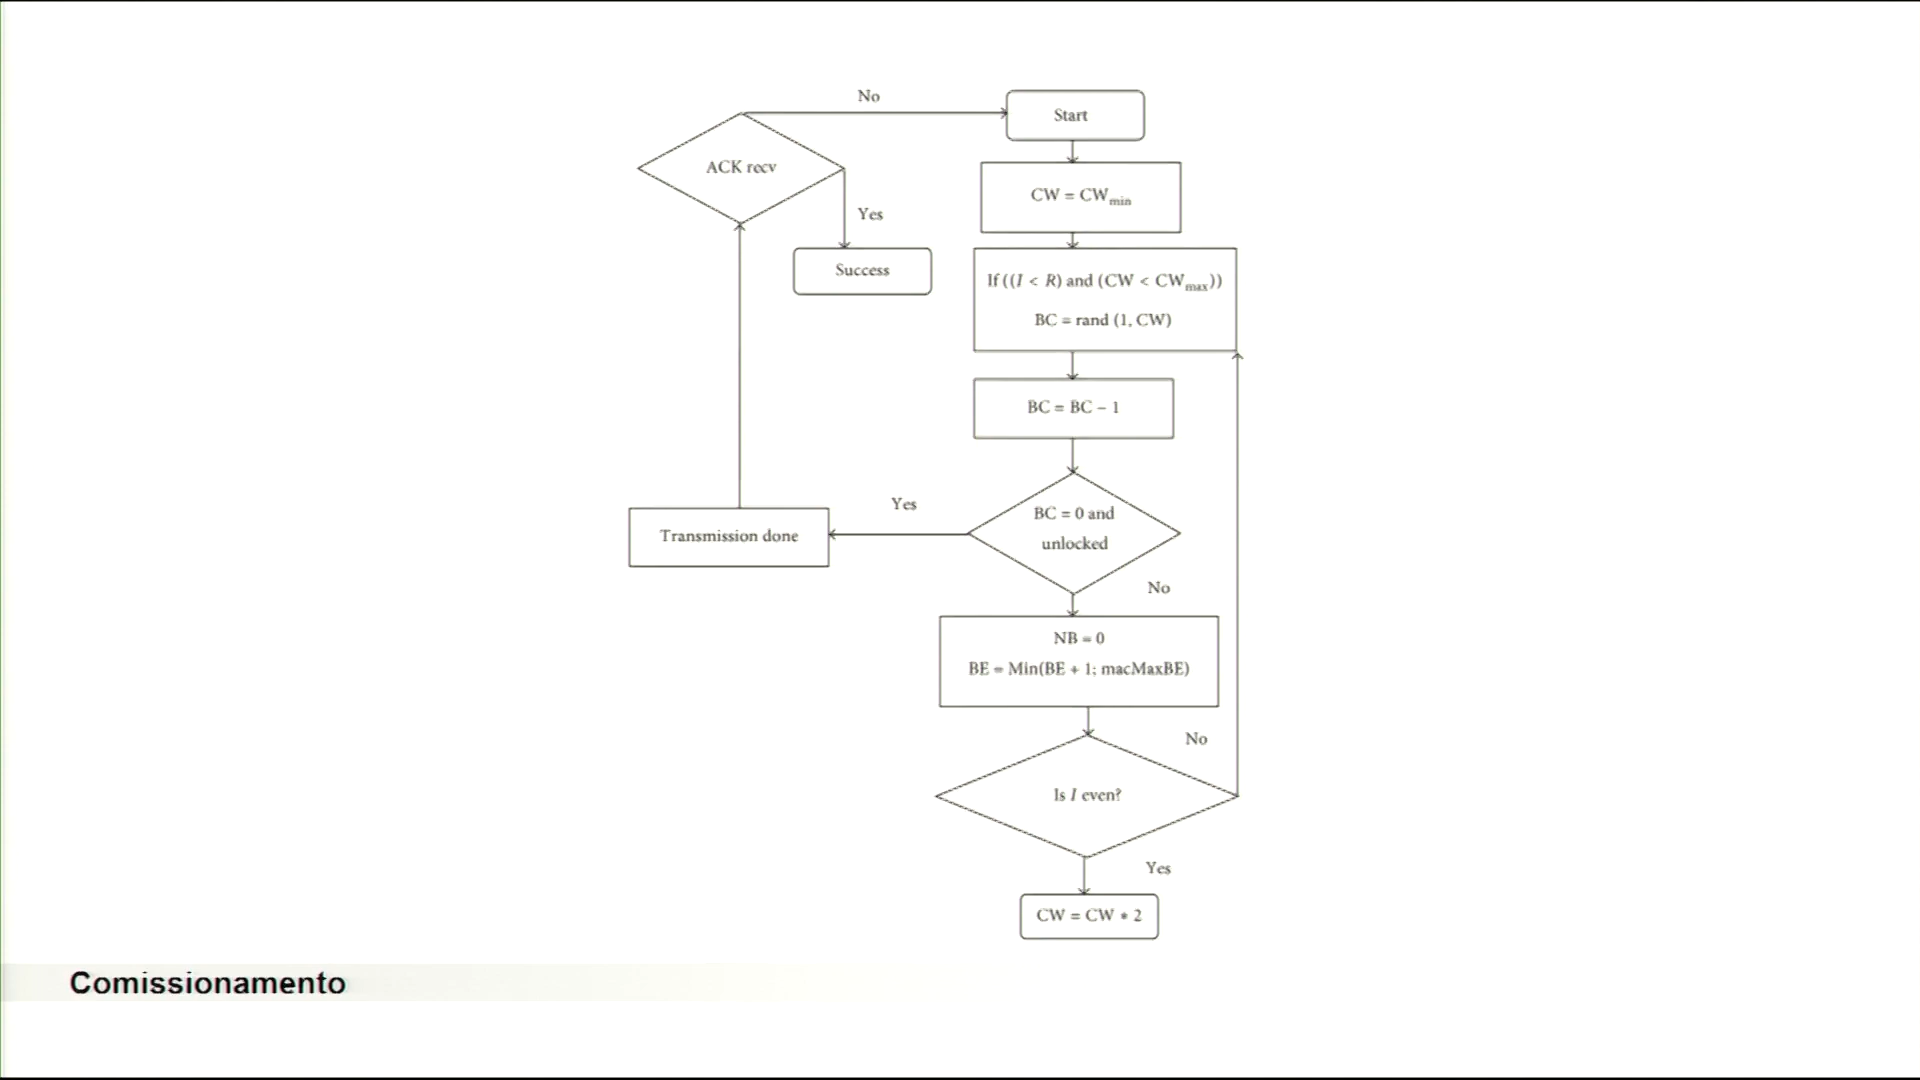 No
Start
ACK recv
CW = CWmin
Yes
Success
If ((I < R) and (CW < CWmax))
BC = rand (1, CW)
BC = BC − 1
Yes
BC = 0 and
unlocked
Transmission done
No
NB = 0
BE = Min(BE + 1; macMaxBE)
No
Is I even?
Yes
CW = CW * 2
Comissionamento